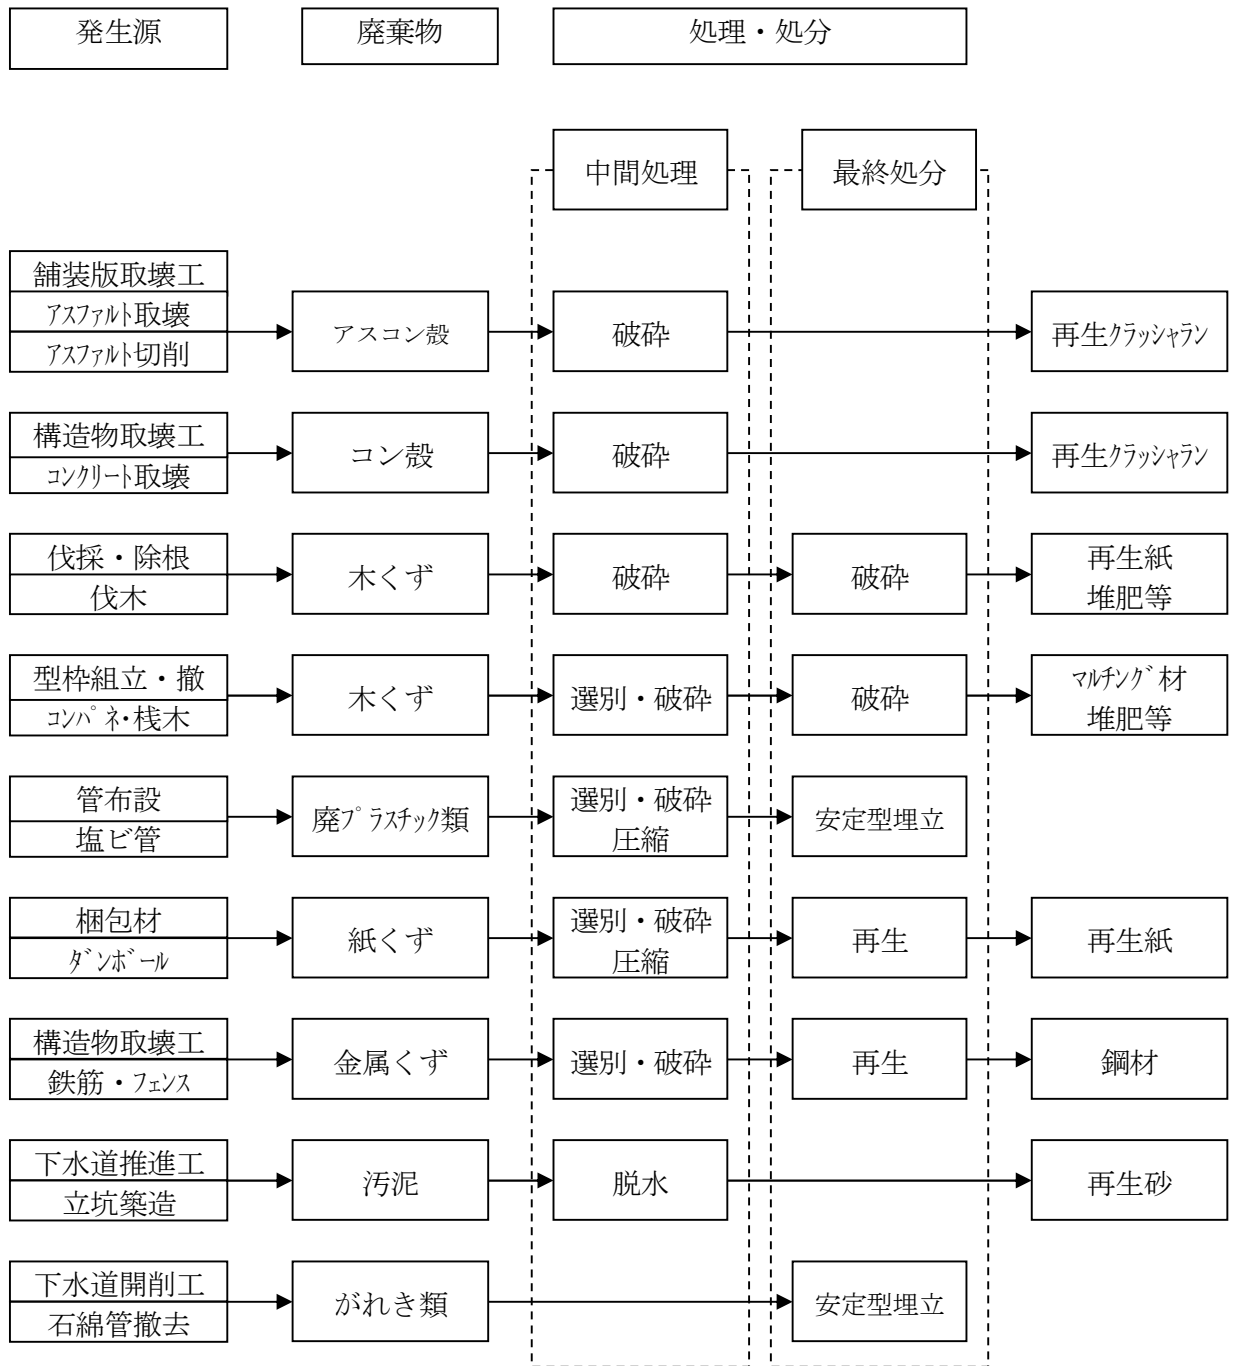 発生源
廃棄物
処理・処分
中間処理
最終処分
舗装版取壊工
ｱｽﾌｧﾙﾄ取壊
ｱｽﾌｧﾙﾄ切削
アスコン殻
破砕
再生ｸﾗｯｼｬﾗﾝ
構造物取壊工
ｺﾝｸﾘｰﾄ取壊
コン殻
破砕
再生ｸﾗｯｼｬﾗﾝ
伐採・除根
伐木
木くず
破砕
破砕
再生紙
堆肥等
型枠組立・撤
ｺﾝﾊﾟﾈ･桟木
木くず
選別・破砕
破砕
ﾏﾙﾁﾝｸﾞ材
堆肥等
管布設
塩ビ管
廃ﾌﾟﾗｽﾁｯｸ類
選別・破砕
圧縮
安定型埋立
梱包材
ﾀﾞﾝﾎﾞｰﾙ
紙くず
選別・破砕
圧縮
再生
再生紙
構造物取壊工
鉄筋・ﾌｪﾝｽ
金属くず
選別・破砕
再生
鋼材
下水道推進工
立坑築造
汚泥
脱水
再生砂
下水道開削工
石綿管撤去
がれき類
安定型埋立